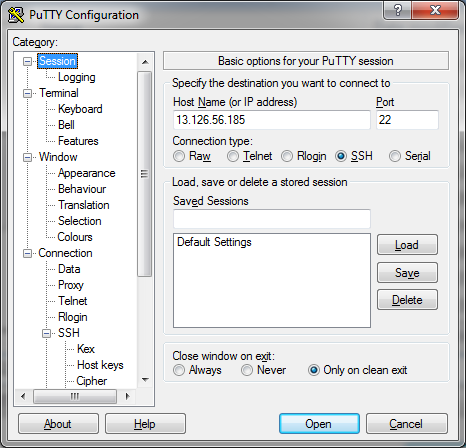 PuTTY Configuration
Category:
Session
Logging
Terminal
Keyboard
Bell
Features
Window
Appearance
Behaviour
Translation
Selection
Colours
Connection
Data
Proxy
Telnet
Rlogin
SSH
Kex
Host keys
Cipher
Basic options for your PuTTY session
Specify the destination you want to connect to
Host Name (or IP address) Port
13.126.56.185 22
Connection type:
Raw Telnet Rlogin SSH Serial
Load, save or delete a stored session
Saved Sessions
Default Settings
Load
Save
Delete
Close window on exit:
Always Never Only on clean exit
About Help Open Cancel